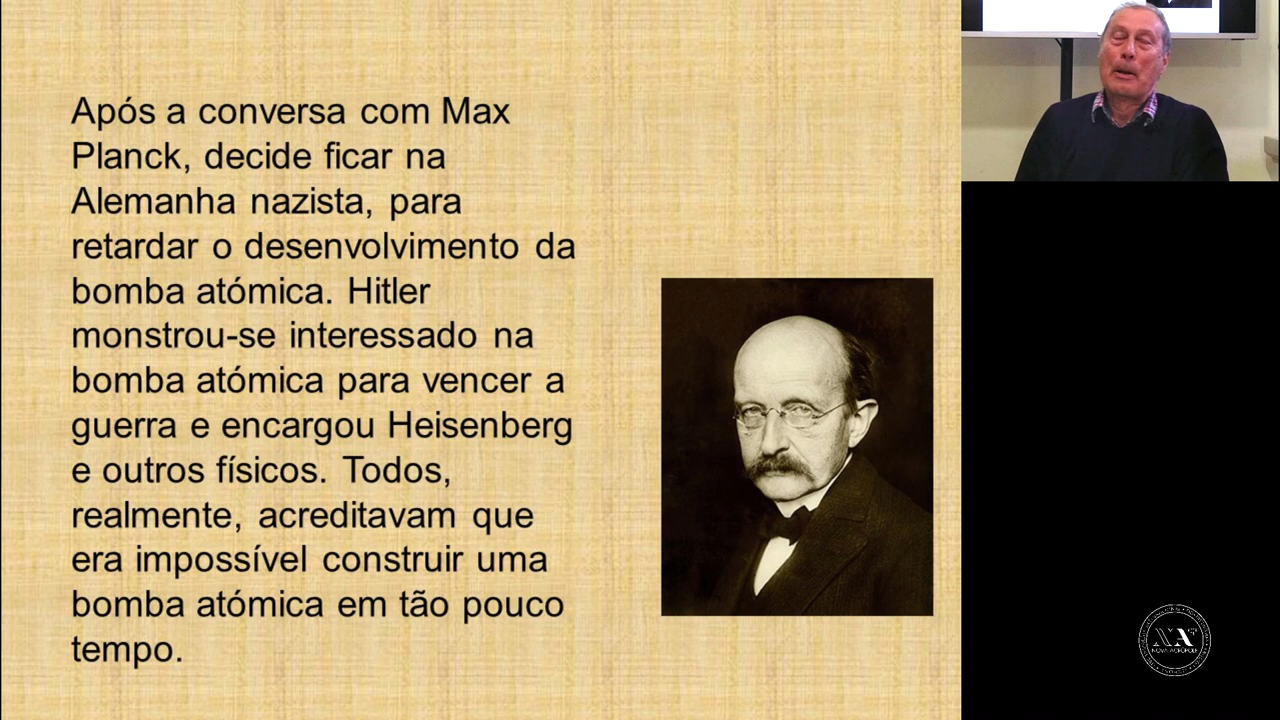 Após a conversa com Max
Planck, decide ficar na
Alemanha nazista, para
retardar o desenvolvimento da
bomba atómica. Hitler
monstrou-se interessado na
bomba atómica para vencer a
guerra e encargou Heisenberg
e outros físicos. Todos,
realmente, acreditavam que
era impossível construir uma
bomba atómica em tão pouco
tempo.
NOVA ACRÓPOLE